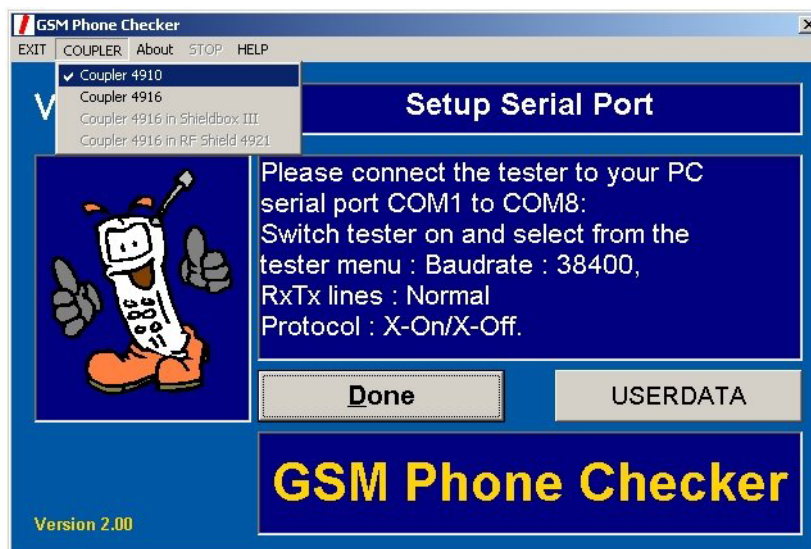 GSM Phone Checker
EXIT COUPLER About STOP HELP
Coupler 4910
Coupler 4916
Coupler 4916 in Shieldbox III
Coupler 4916 in RF Shield 4921
V
Setup Serial Port
Please connect the tester to your PC
serial port COM1 to COM8:
Switch tester on and select from the
tester menu : Baudrate : 38400,
RxTx lines : Normal
Protocol : X-On/X-Off.
Done
USERDATA
GSM Phone Checker
Version 2.00